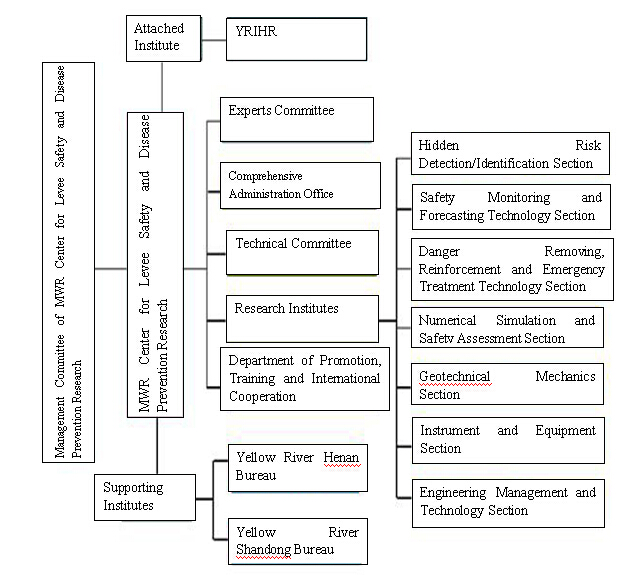 Attached
Institute
YRIHR
Management Committee of MWR Center for Levee Safety and Disease
Prevention Research
MWR Center for Levee Safety and Disease
Prevention Research
Experts Committee
Comprehensive
Administration Office
Technical Committee
Research Institutes
Department of Promotion,
Training and International
Cooperation
Hidden Risk
Detection/Identification Section
Safety Monitoring and
Forecasting Technology Section
Danger Removing,
Reinforcement and Emergency
Treatment Technology Section
Numerical Simulation and
Safety Assessment Section
Geotechnical Mechanics
Section
Instrument and Equipment
Section
Engineering Management and
Technology Section
Supporting
Institutes
Yellow River Henan
Bureau
Yellow River
Shandong Bureau